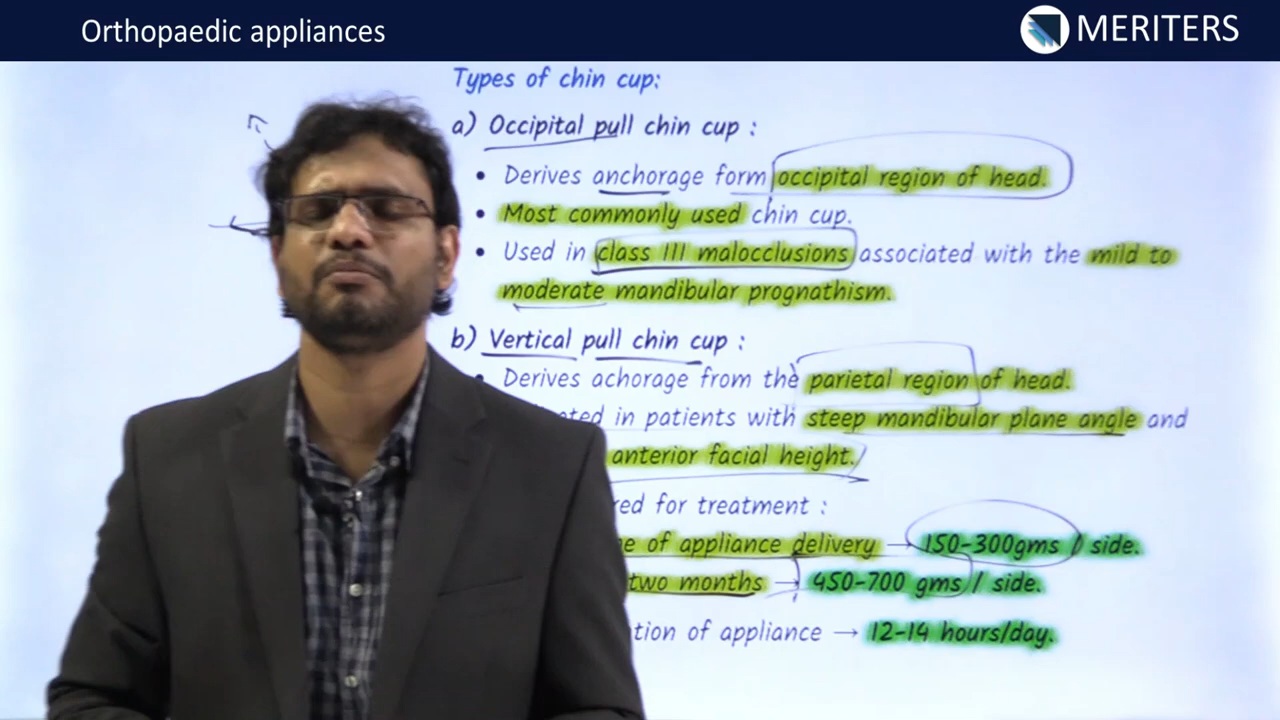 Orthopaedic appliances
MERITERS
Types of chin cup:
a) Occipital pull chin cup :
• Derives anchorage form occipital region of head.
• Most commonly used chin cup.
• Used in class III malocclusions associated with the mild to
moderate mandibular prognathism.
b) Vertical pull chin cup :
• Derives achorage from the parietal region of head.
in patients with steep mandibular plane angle and
anterior facial height.
for treatment :
of appliance delivery → 150-300gms / side.
two months → 450-700 gms / side.
of appliance → 12-14 hours/day.